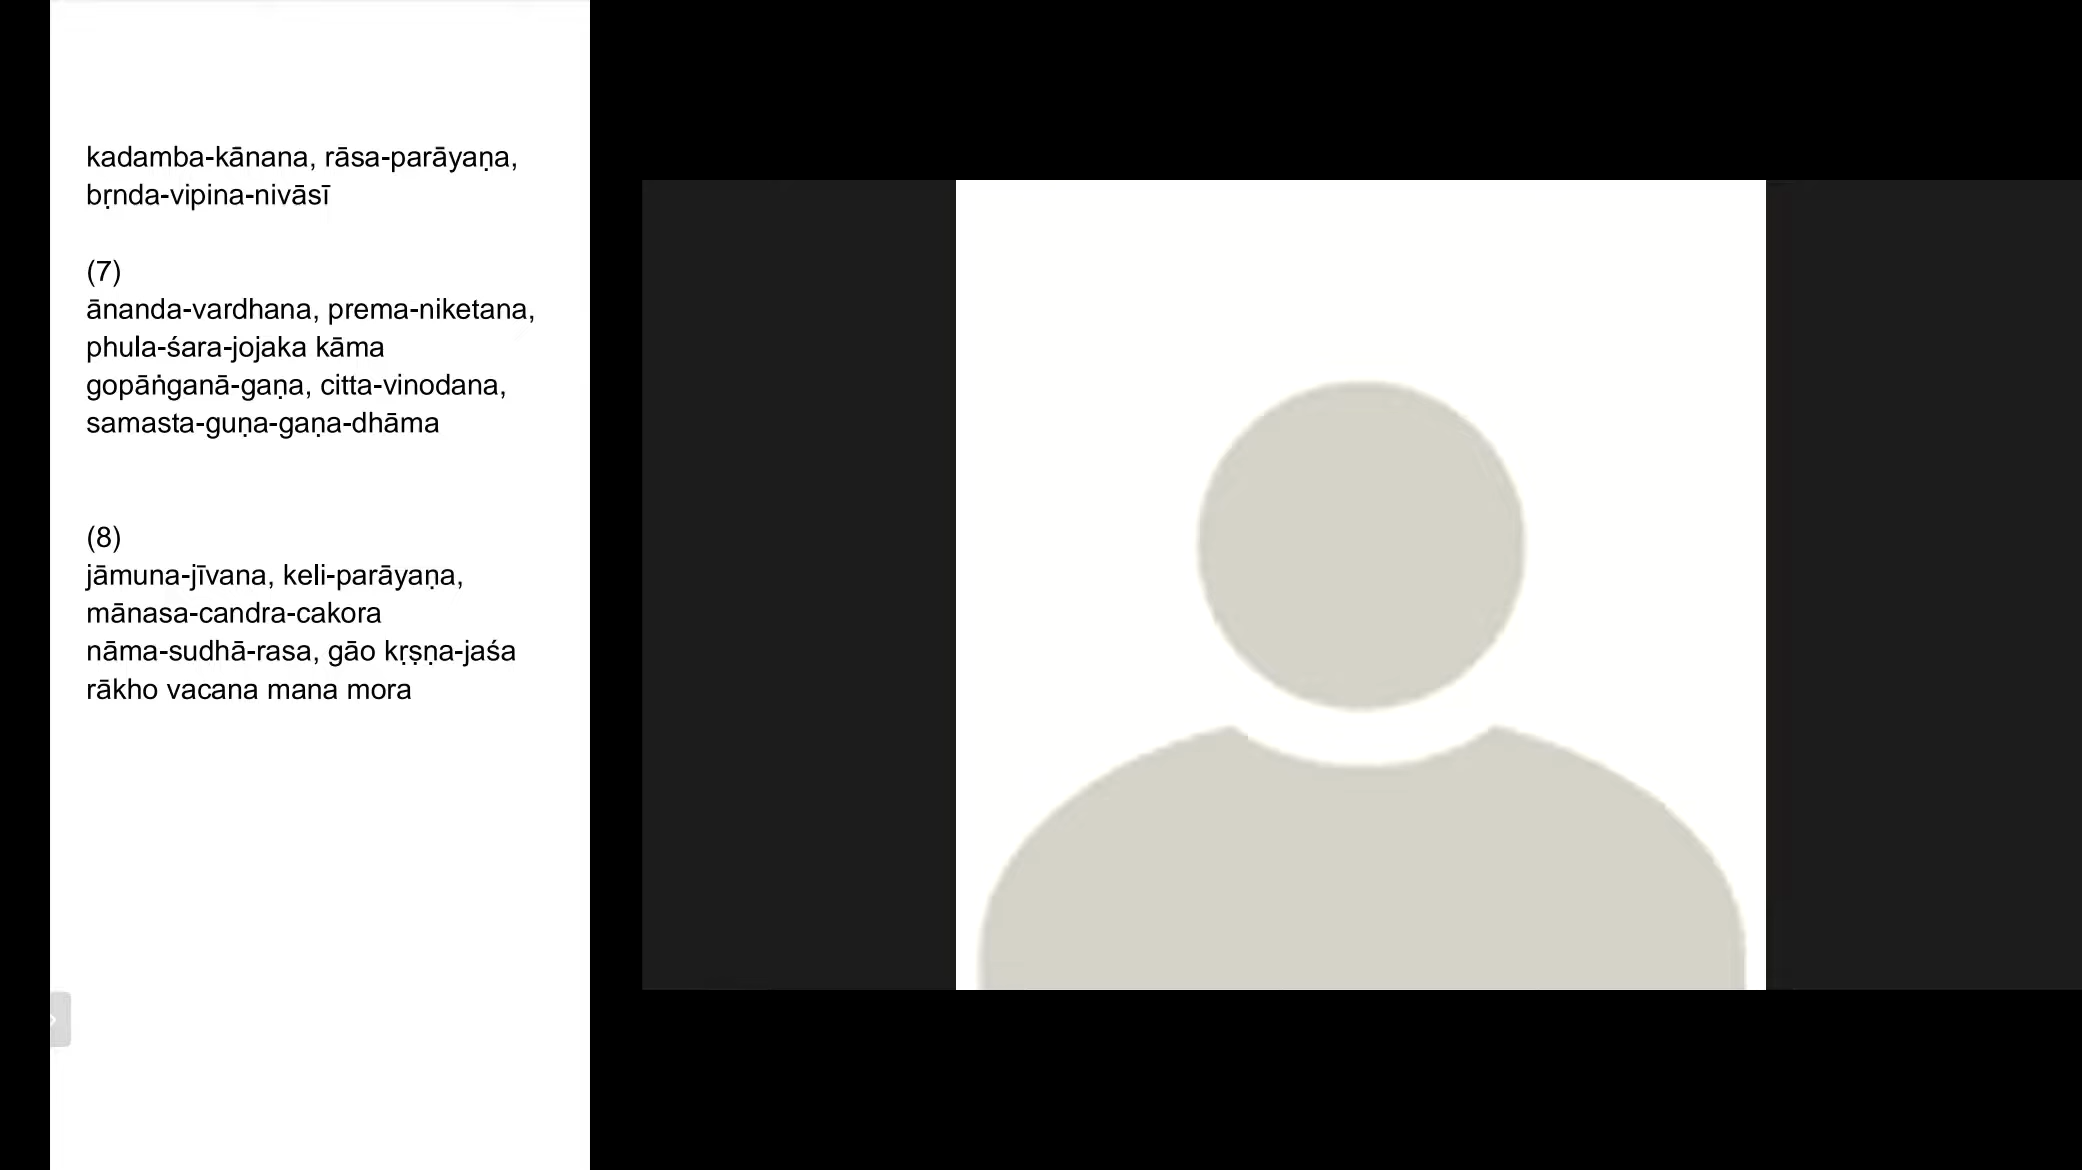 kadamba-kānana, rāsa-parāyaṇa,
bṛnda-vipina-nivāsī
(7)
ānanda-vardhana, prema-niketana,
phula-śara-jojaka kāma
gopāṅganā-gaṇa, citta-vinodana,
samasta-guṇa-gaṇa-dhāma
(8)
jāmuna-jīvana, keli-parāyaṇa,
mānasa-candra-cakora
nāma-sudhā-rasa, gāo kṛṣṇa-jaśa
rākho vacana mana mora